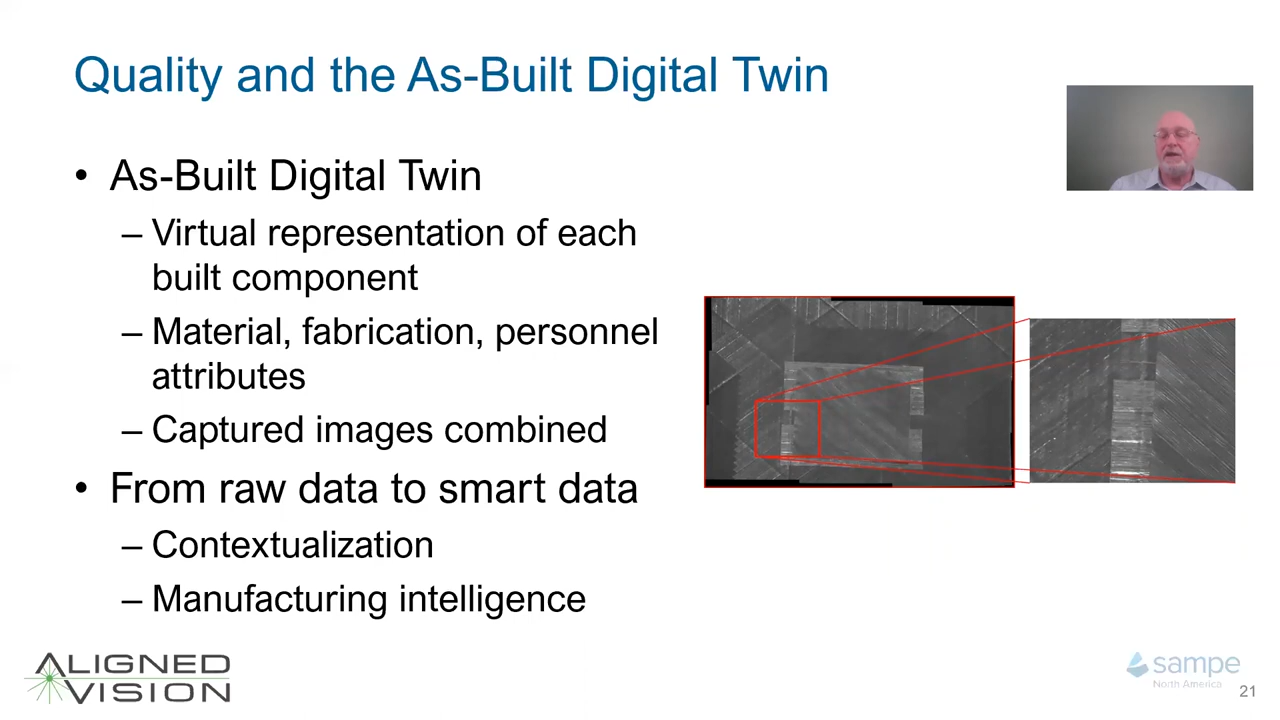 Quality and the As-Built Digital Twin
• As-Built Digital Twin
– Virtual representation of each
built component
– Material, fabrication, personnel
attributes
– Captured images combined
• From raw data to smart data
– Contextualization
– Manufacturing intelligence
ALIGNED
VISION
sampe
North America
21